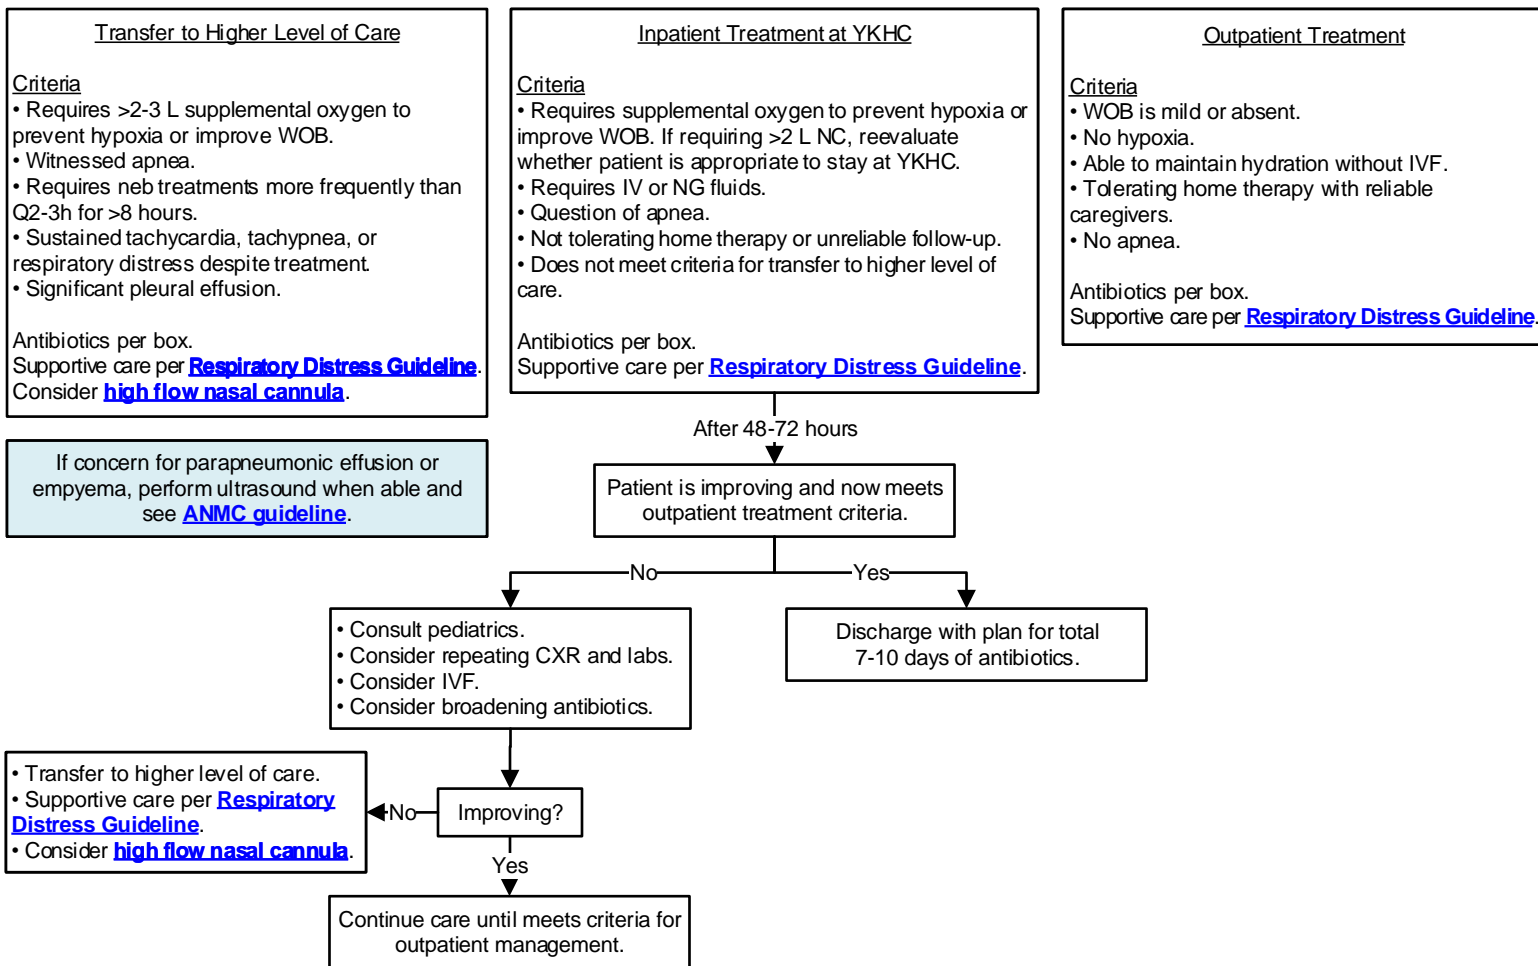 Transfer to Higher Level of Care
Criteria
• Requires >2-3 L supplemental oxygen to
prevent hypoxia or improve WOB.
• Witnessed apnea.
• Requires neb treatments more frequently than
Q2-3h for >8 hours.
• Sustained tachycardia, tachypnea, or
respiratory distress despite treatment.
• Significant pleural effusion.
Antibiotics per box.
Supportive care per Respiratory Distress Guideline.
Consider high flow nasal cannula.
Inpatient Treatment at YKHC
Criteria
• Requires supplemental oxygen to prevent hypoxia or
improve WOB. If requiring >2 L NC, reevaluate
whether patient is appropriate to stay at YKHC.
• Requires IV or NG fluids.
• Question of apnea.
• Not tolerating home therapy or unreliable follow-up.
• Does not meet criteria for transfer to higher level of
care.
Antibiotics per box.
Supportive care per Respiratory Distress Guideline.
Outpatient Treatment
Criteria
• WOB is mild or absent.
• No hypoxia.
• Able to maintain hydration without IVF.
• Tolerating home therapy with reliable
caregivers.
• No apnea.
Antibiotics per box.
Supportive care per Respiratory Distress Guideline.
If concern for parapneumonic effusion or
empyema, perform ultrasound when able and
see ANMC guideline.
After 48-72 hours
Patient is improving and now meets
outpatient treatment criteria.
No
Yes
• Consult pediatrics.
• Consider repeating CXR and labs.
• Consider IVF.
• Consider broadening antibiotics.
Discharge with plan for total
7-10 days of antibiotics.
• Transfer to higher level of care.
• Supportive care per Respiratory
Distress Guideline.
• Consider high flow nasal cannula.
No
Improving?
Yes
Continue care until meets criteria for
outpatient management.